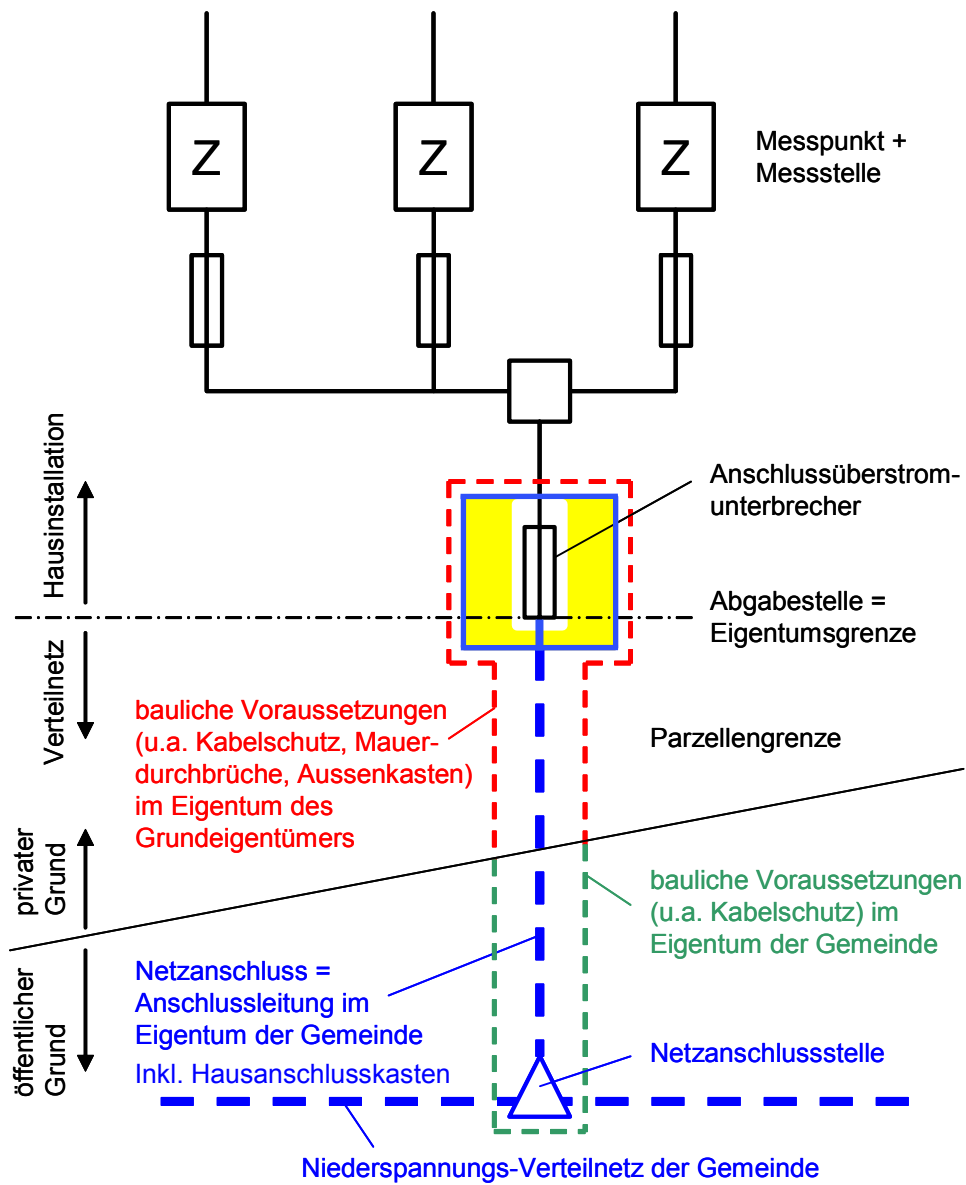 Z
Z
Z
Messpunkt +
Messstelle
Hausinstallation
Anschlussüberstrom-
unterbrecher
Abgabestelle =
Eigentumsgrenze
Verteilnetz
bauliche Voraussetzungen
(u.a. Kabelschutz, Mauer-
durchbrüche, Aussenkasten)
im Eigentum des
Grundeigentümers
Parzellengrenze
privater
Grund
bauliche Voraussetzungen
(u.a. Kabelschutz) im
Eigentum der Gemeinde
öffentlicher
Grund
Netzanschluss =
Anschlussleitung im
Eigentum der Gemeinde
Inkl. Hausanschlusskasten
Netzanschlussstelle
Niederspannungs-Verteilnetz der Gemeinde